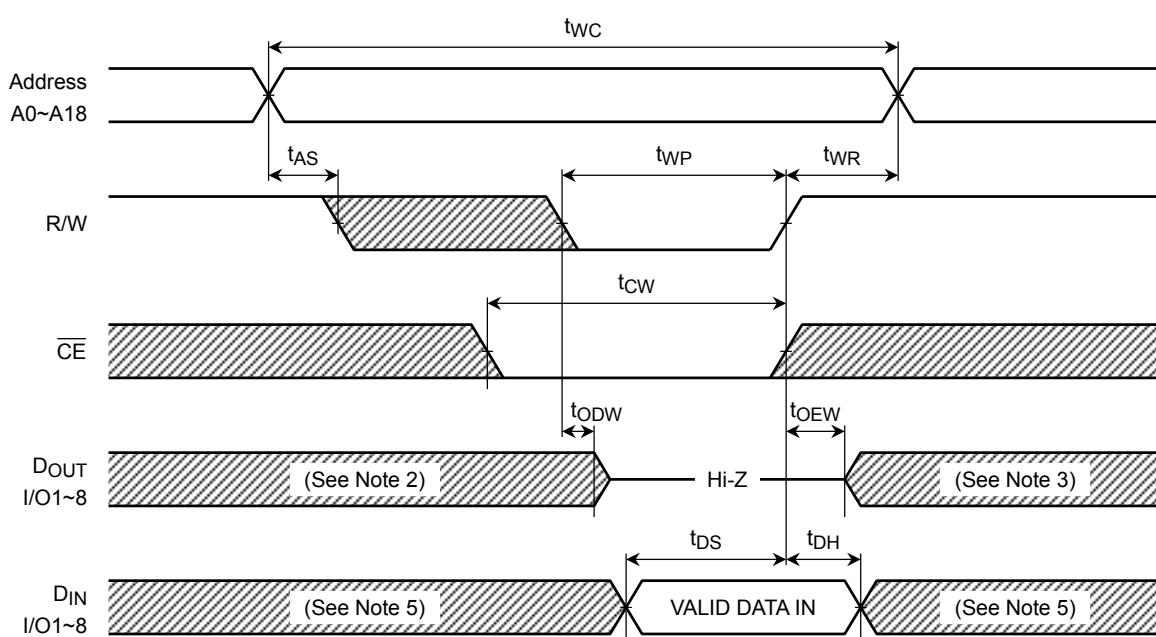 tWC
Address
A0~A18
tAS
tWP
tWR
R/W
tCW
CE
tODW
tOEW
DOUT
I/O1~8
(See Note 2)
Hi-Z
(See Note 3)
tDS
tDH
DIN
I/O1~8
(See Note 5)
VALID DATA IN
(See Note 5)